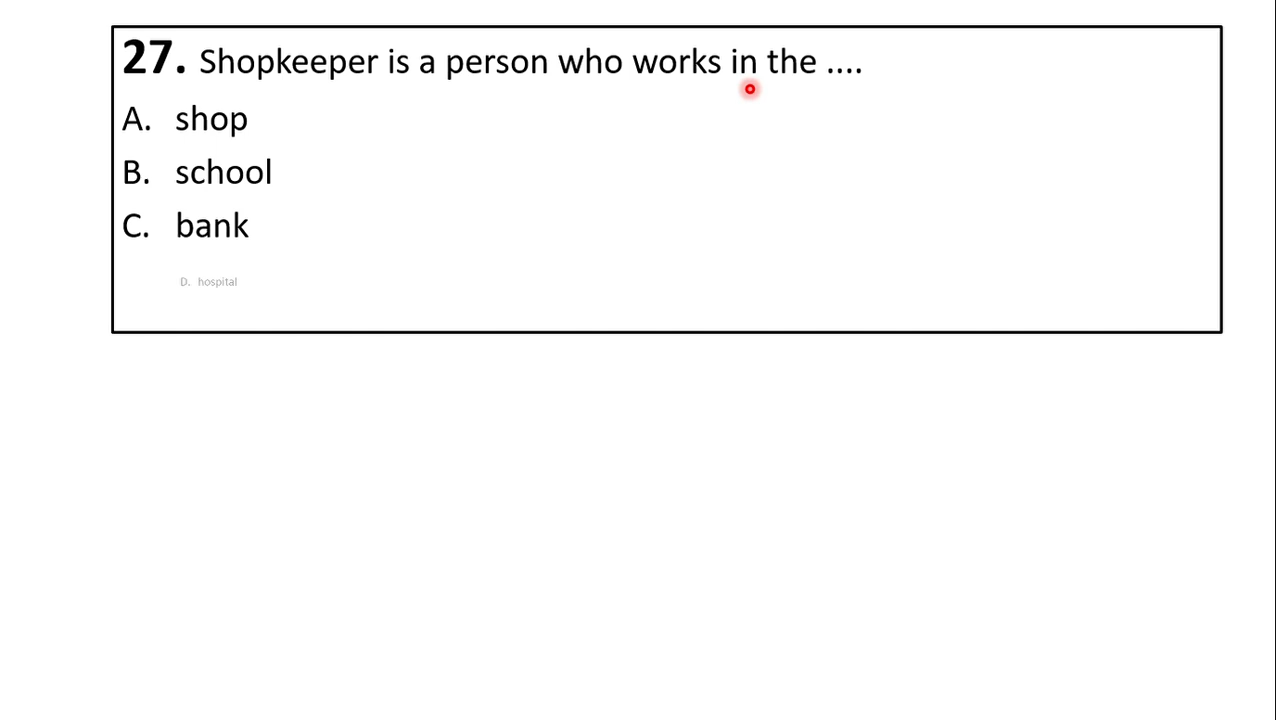 27. Shopkeeper is a person who works in the ....
A. shop
B. school
C. bank
D. hospital